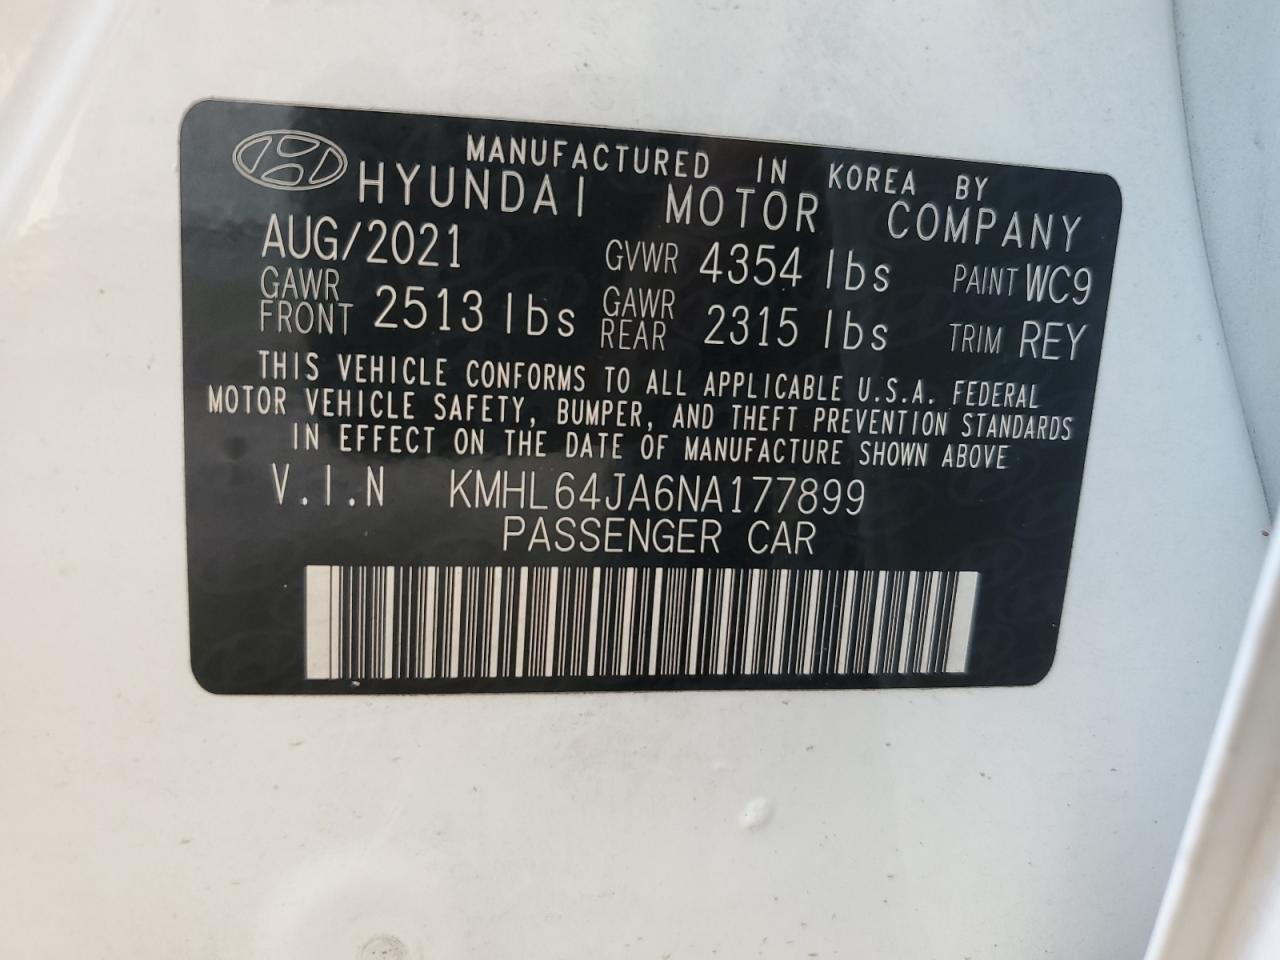 MANUFACTURED IN KOREA BY
HYUNDAI MOTOR COMPANY
AUG/2021 GVWR 4354 lbs PAINT WC9
GAWR FRONT 2513 lbs GAWR REAR 2315 lbs TRIM REY
THIS VEHICLE CONFORMS TO ALL APPLICABLE U.S.A. FEDERAL
MOTOR VEHICLE SAFETY, BUMPER, AND THEFT PREVENTION STANDARDS
IN EFFECT ON THE DATE OF MANUFACTURE SHOWN ABOVE
V.I.N KMHL64JA6NA177899
PASSENGER CAR